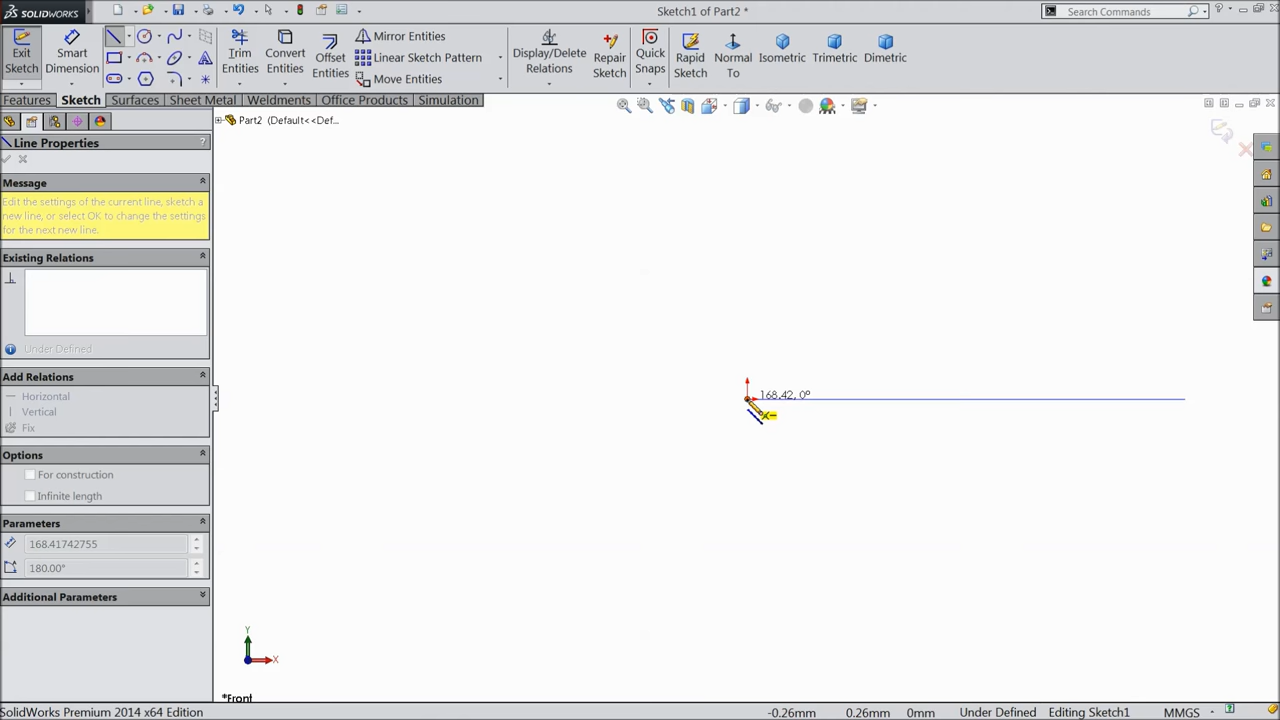 SOLIDWORKS
Sketch1 of Part2 *
Search Commands
Exit Sketch
Smart Dimension
Trim Entities
Convert Entities
Offset Entities
Mirror Entities
Linear Sketch Pattern
Move Entities
Display/Delete Relations
Repair Sketch
Quick Snaps
Rapid Sketch
Normal To
Isometric
Trimetric
Dimetric
Features
Sketch
Surfaces
Sheet Metal
Weldments
Office Products
Simulation
Part2 (Default<<Def...
Line Properties
?
Message
Edit the settings of the current line, sketch a
new line, or select OK to change the settings
for the next new line.
Existing Relations
Under Defined
Add Relations
Horizontal
Vertical
Fix
Options
For construction
Infinite length
Parameters
168.41742755
180.00°
Additional Parameters
168.42, 0°
Y
X
*Front
SolidWorks Premium 2014 x64 Edition
-0.26mm
0.26mm
0mm
Under Defined
Editing Sketch1
MMGS